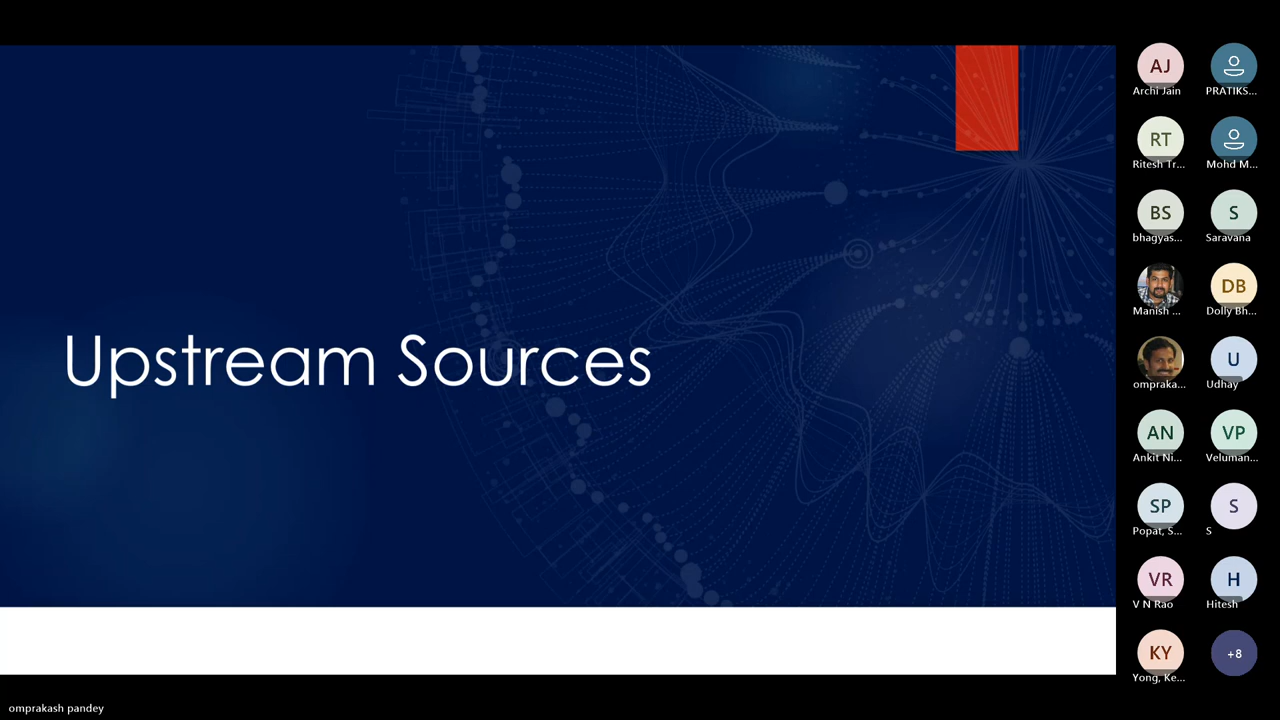 Upstream Sources
AJ
Archi Jain
PRATIKS...
RT
Ritesh Tr...
Mohd M...
BS
bhagyas...
S
Saravana
Manish ...
DB
Dolly Bh...
ompraka...
U
Udhay
AN
Ankit Ni...
VP
Veluman...
SP
Popat, S...
S
S
VR
V N Rao
H
Hitesh
KY
Yong, Ke...
+8
omprakash pandey